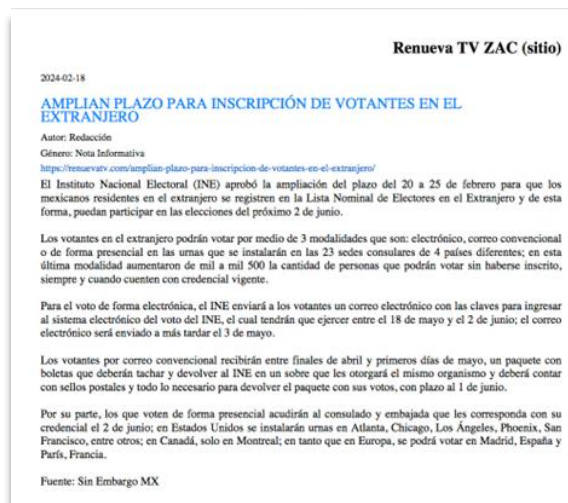 Renueva TV ZAC (sitio)
2024-02-18
AMPLIAN PLAZO PARA INSCRIPCIÓN DE VOTANTES EN EL
EXTRANJERO
Autor: Redacción
Género: Nota Informativa
https://renuevatv.com/amplian-plazo-para-inscripcion-de-votantes-en-el-extranjero/
El Instituto Nacional Electoral (INE) aprobó la ampliación del plazo del 20 a 25 de febrero para que los
mexicanos residentes en el extranjero se registren en la Lista Nominal de Electores en el Extranjero y de esta
forma, puedan participar en las elecciones del próximo 2 de junio.
Los votantes en el extranjero podrán votar por medio de 3 modalidades que son: electrónico, correo convencional
o de forma presencial en las urnas que se instalarán en las 23 sedes consulares de 4 países diferentes; en esta
última modalidad aumentaron de mil a mil 500 la cantidad de personas que podrán votar sin haberse inscrito,
siempre y cuando cuenten con credencial vigente.
Para el voto de forma electrónica, el INE enviará a los votantes un correo electrónico con las claves para ingresar
al sistema electrónico del voto del INE, el cual tendrán que ejercer entre el 18 de mayo y el 2 de junio; el correo
electrónico será enviado a más tardar el 3 de mayo.
Los votantes por correo convencional recibirán entre finales de abril y primeros días de mayo, un paquete con
boletas que deberán tachar y devolver al INE en un sobre que les otorgará el mismo organismo y deberá contar
con sellos postales y todo lo necesario para devolver el paquete con sus votos, con plazo al 1 de junio.
Por su parte, los que voten de forma presencial acudirán al consulado y embajada que les corresponda con su
credencial el 2 de junio; en Estados Unidos se instalarán urnas en Atlanta, Chicago, Los Ángeles, Phoenix, San
Francisco, entre otros; en Canadá, solo en Montreal; en tanto que en Europa, se podrá votar en Madrid, España y
París, Francia.
Fuente: Sin Embargo MX